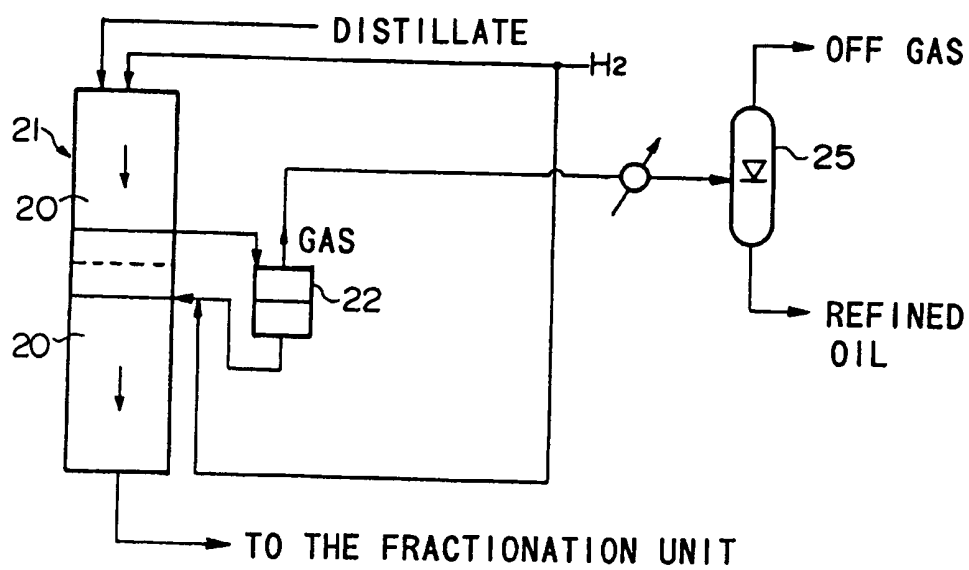 DISTILLATE
H2
OFF GAS
21
25
20
GAS
22
20
REFINED
OIL
TO THE FRACTIONATION UNIT